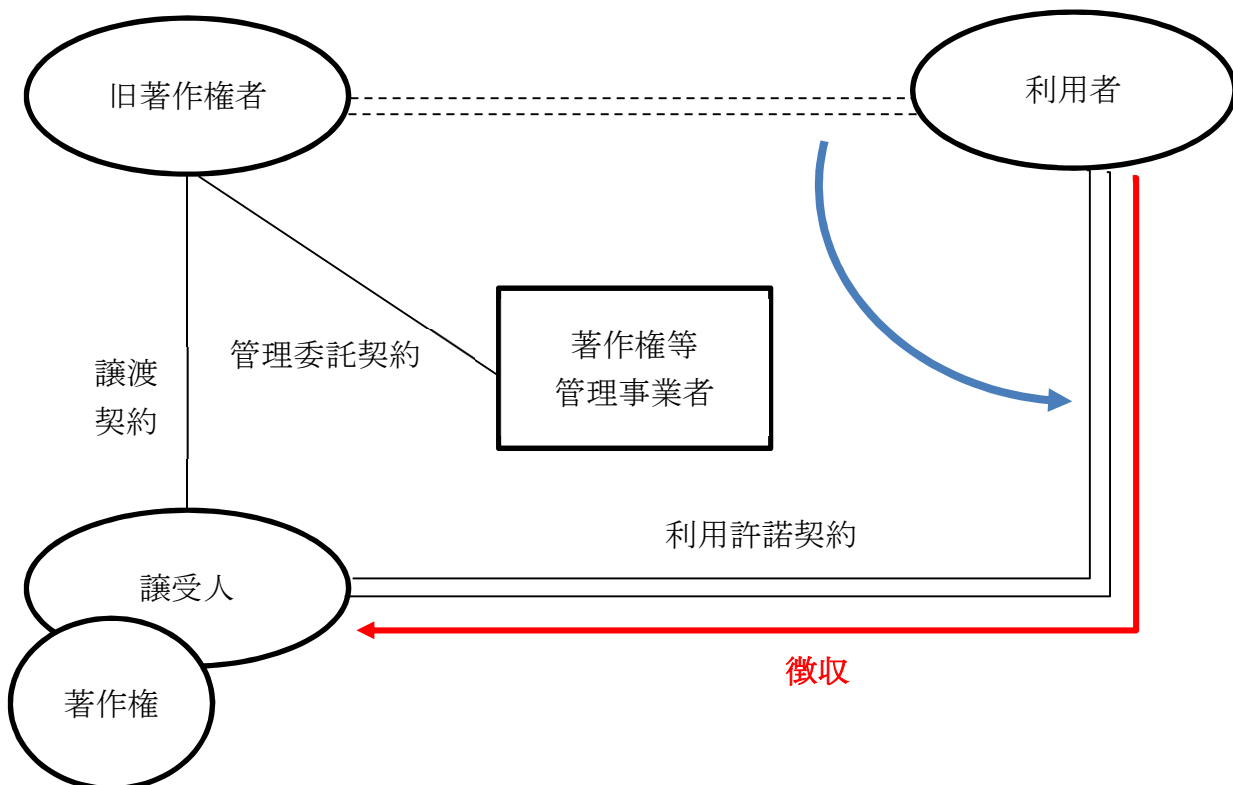 旧著作権者
利用者
管理委託契約
著作権等
管理事業者
譲渡
契約
利用許諾契約
譲受人
徴収
著作権